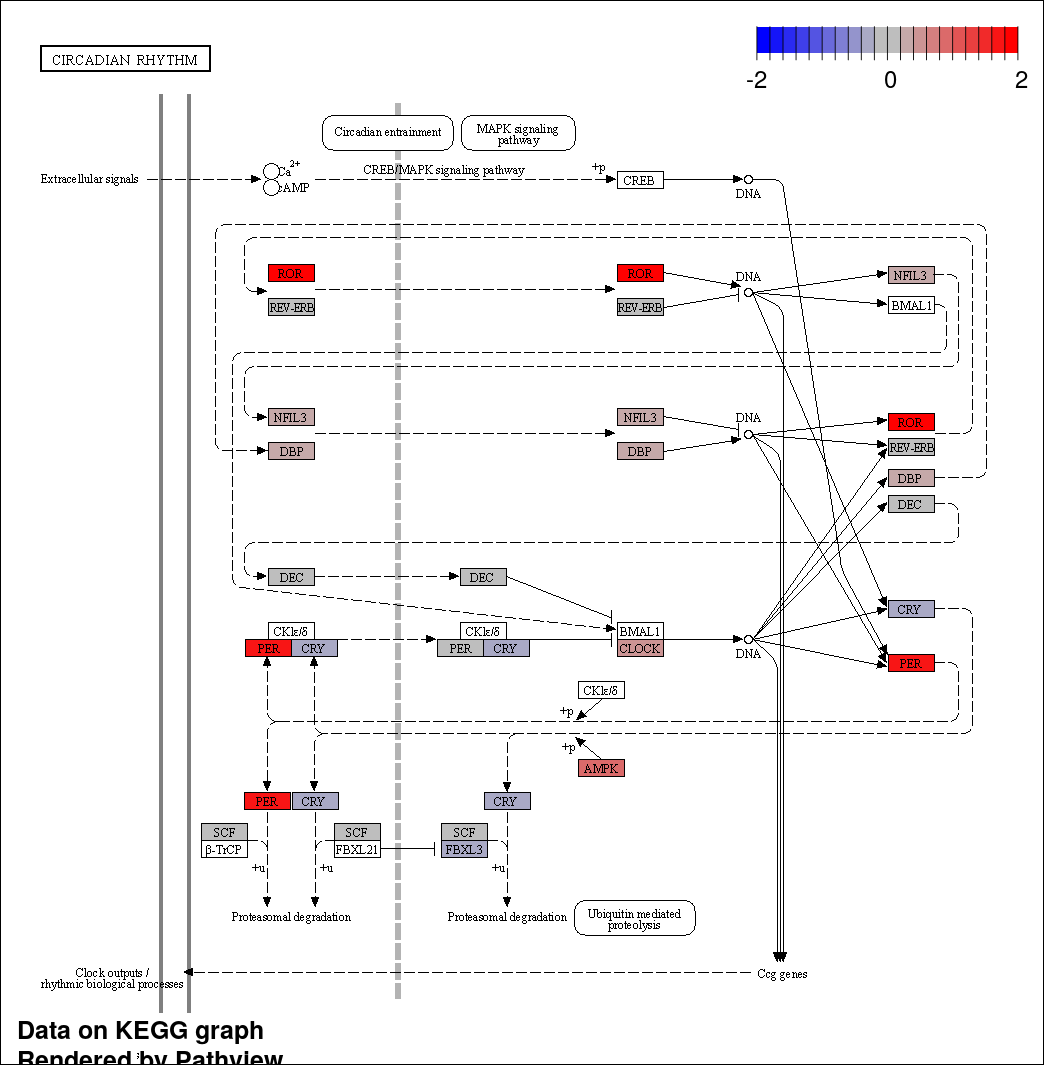 CIRCADIAN RHYTHM
-2 0 2
Circadian entrainment
MAPK signaling
pathway
Extracellular signals
Ca 2+
cAMP
CREB/MAPK signaling pathway
+p
CREB
DNA
ROR
REV-ERB
ROR
REV-ERB
DNA
NFIL3
BMAL1
NFIL3
DBP
NFIL3
DBP
DNA
ROR
REV-ERB
DBP
DEC
DEC
DEC
CKIε/δ
PER CRY
CKIε/δ
PER CRY
BMAL1
CLOCK
DNA
CRY
PER
CKIε/δ
+p
+p
AMPK
PER CRY
CRY
SCF
β-TrCP
+u
SCF
FBXL21
+u
SCF
FBXL3
+u
Proteasomal degradation
Proteasomal degradation
Ubiquitin mediated
proteolysis
Clock outputs /
rhythmic biological processes
Ccg genes
Data on KEGG graph
Rendered by Pathview